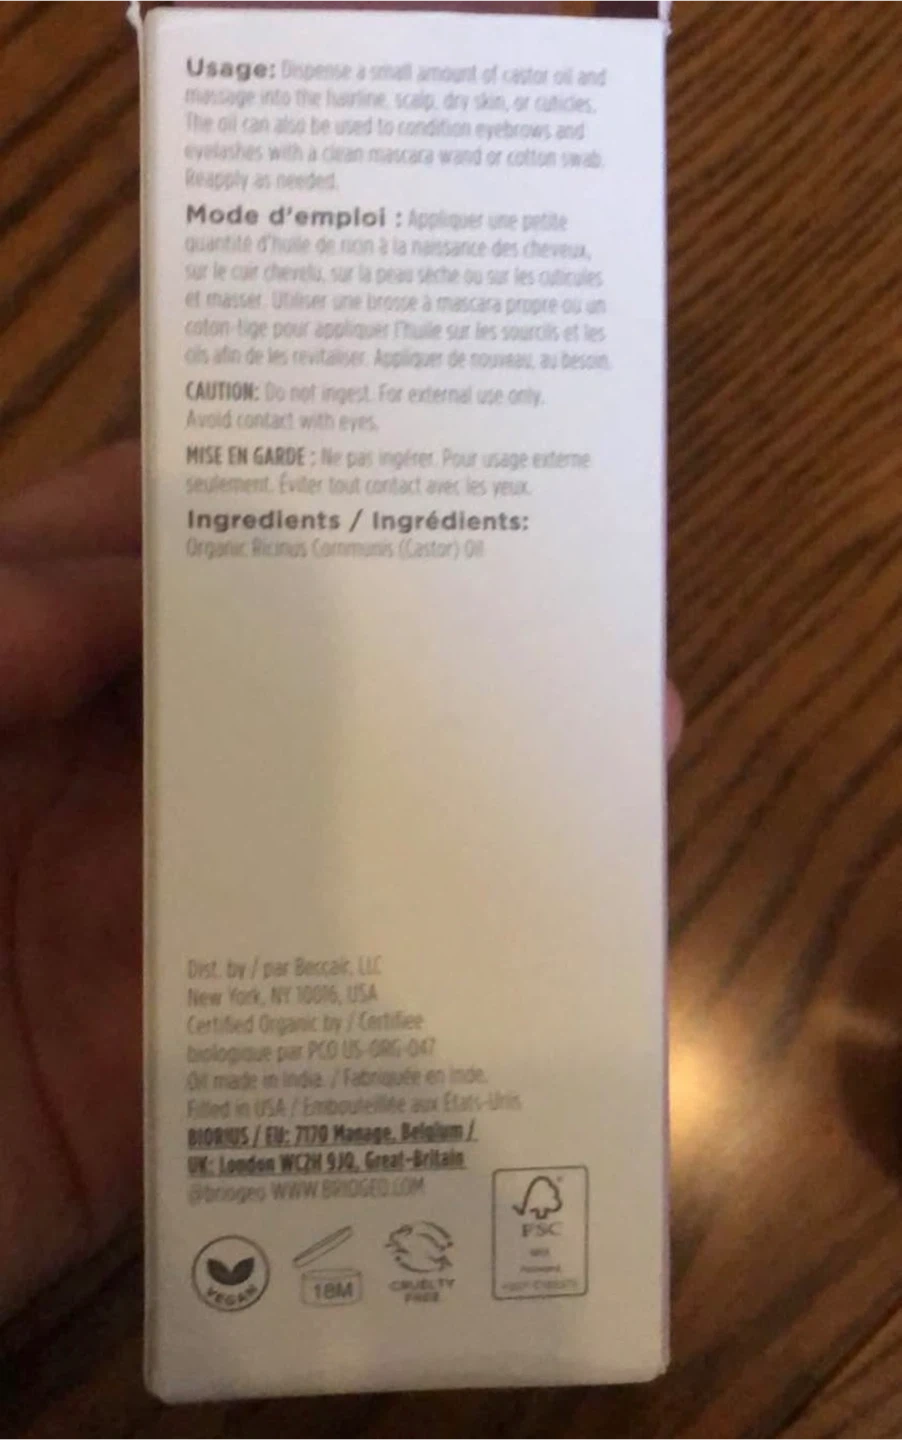 Usage: Dispense a small amount of castor oil and
massage into the hairline, scalp, dry skin, or cuticles.
The oil can also be used to condition eyebrows and
eyelashes with a clean mascara wand or cotton swab.
Reapply as needed.
Mode d'emploi : Appliquer une petite
quantité d'huile de ricin à la naissance des cheveux,
sur le cuir chevelu, sur la peau sèche ou sur les cuticules
et masser. Utiliser une brosse à mascara propre ou un
coton-tige pour appliquer l'huile sur les sourcils et les
cils afin de les revitaliser. Appliquer de nouveau, au besoin.
CAUTION: Do not ingest. For external use only.
Avoid contact with eyes.
MISE EN GARDE : Ne pas ingérer. Pour usage externe
seulement. Éviter tout contact avec les yeux.
Ingredients / Ingrédients:
Organic Ricinus Communis (Castor) Oil
Dist. by / par Beccair, LLC
New York, NY 10016, USA
Certified Organic by / Certifiée
biologique par PCO US-ORG-047
Oil made in India. / Fabriquée en Inde.
Filled in USA / Embouteillée aux États-Unis
BIORIUS / EU: 7170 Manage, Belgium /
UK: London WC2H 9JQ, Great-Britain
@briogeo WWW.BRIOGEO.COM
VEGAN
18M
CRUELTY
FREE
FSC
MIX